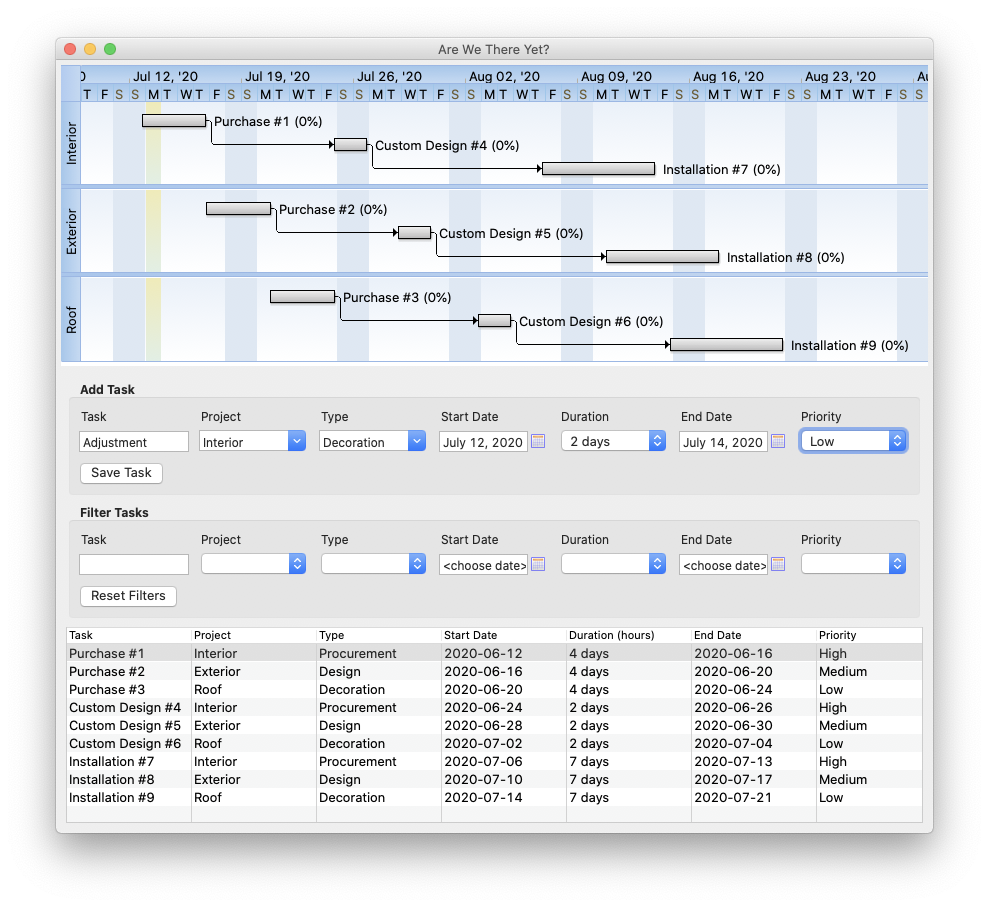 Are We There Yet?
0 Jul 12, '20 Jul 19, '20 Jul 26, '20 Aug 02, '20 Aug 09, '20 Aug 16, '20 Aug 23, '20 Au
T F S S M T W T F S S M T W T F S S M T W T F S S M T W T F S S M T W T F S S M T W T F S S M T W T F S S
Interior
Purchase #1 (0%)
Custom Design #4 (0%)
Installation #7 (0%)
Exterior
Purchase #2 (0%)
Custom Design #5 (0%)
Installation #8 (0%)
Roof
Purchase #3 (0%)
Custom Design #6 (0%)
Installation #9 (0%)
Add Task
Task Project Type Start Date Duration End Date Priority
Adjustment Interior Decoration July 12, 2020 2 days July 14, 2020 Low
Save Task
Filter Tasks
Task Project Type Start Date Duration End Date Priority
<choose date> <choose date>
Reset Filters
Task Project Type Start Date Duration (hours) End Date Priority
Purchase #1 Interior Procurement 2020-06-12 4 days 2020-06-16 High
Purchase #2 Exterior Design 2020-06-16 4 days 2020-06-20 Medium
Purchase #3 Roof Decoration 2020-06-20 4 days 2020-06-24 Low
Custom Design #4 Interior Procurement 2020-06-24 2 days 2020-06-26 High
Custom Design #5 Exterior Design 2020-06-28 2 days 2020-06-30 Medium
Custom Design #6 Roof Decoration 2020-07-02 2 days 2020-07-04 Low
Installation #7 Interior Procurement 2020-07-06 7 days 2020-07-13 High
Installation #8 Exterior Design 2020-07-10 7 days 2020-07-17 Medium
Installation #9 Roof Decoration 2020-07-14 7 days 2020-07-21 Low